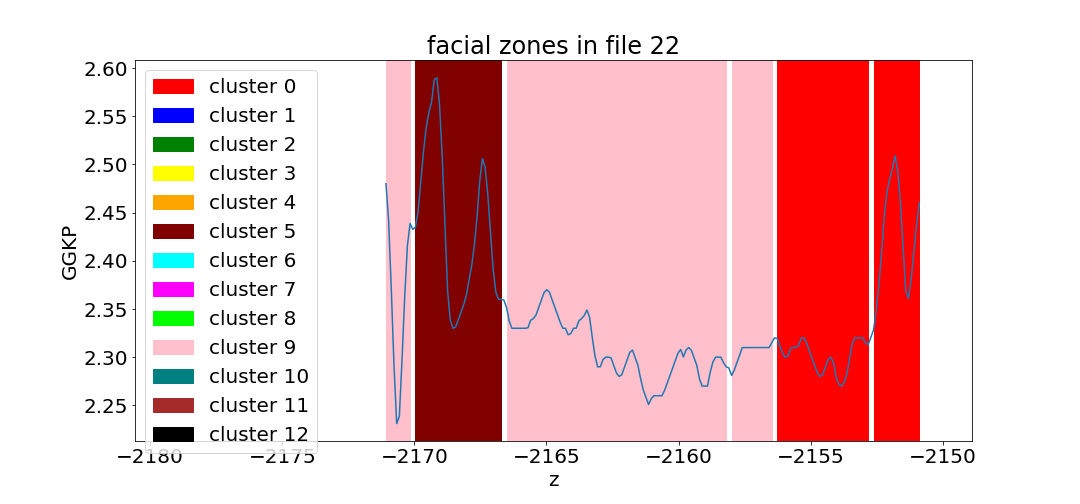 facial zones in file 22
GGKP
2.60
2.55
2.50
2.45
2.40
2.35
2.30
2.25
cluster 0
cluster 1
cluster 2
cluster 3
cluster 4
cluster 5
cluster 6
cluster 7
cluster 8
cluster 9
cluster 10
cluster 11
cluster 12
−2180 −2175 −2170 −2165 −2160 −2155 −2150
z